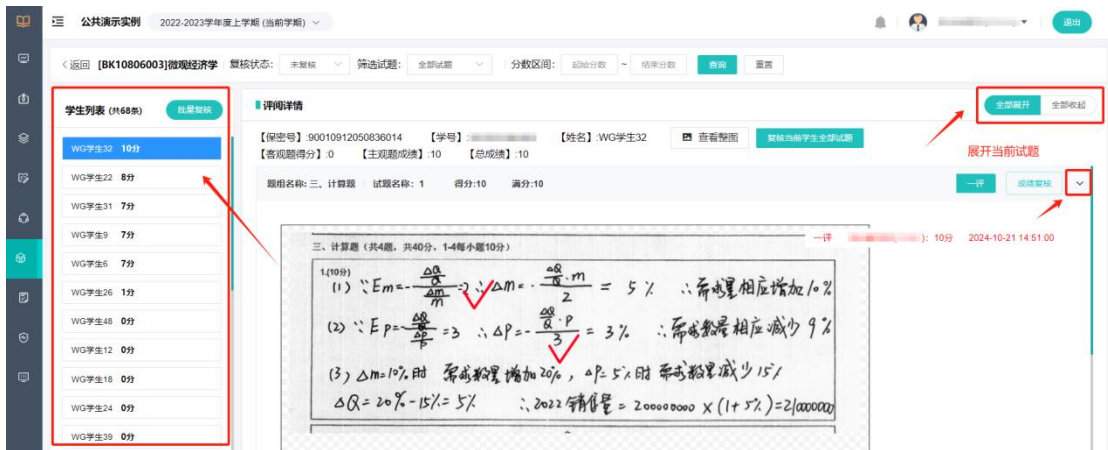 公共演示实例 2022-2023学年度上学期 (当前学期) 退出
返回 [BK10806003]微观经济学 复核状态: 未复核 筛选试题: 全部试题 分数区间: 起始分数 ~ 结束分数 查询 重置
学生列表 (共68条) 批量复核
WG学生32 10分
WG学生22 8分
WG学生31 7分
WG学生9 7分
WG学生6 7分
WG学生26 1分
WG学生48 0分
WG学生12 0分
WG学生18 0分
WG学生24 0分
WG学生39 0分
评阅详情 全部展开 全部收起
【保密号】:90010912050836014 【学号】: 【姓名】:WG学生32 查看整图 复核当前学生全部试题
【客观题得分】:0 【主观题成绩】:10 【总成绩】:10
展开当前试题
题组名称: 三、计算题 试题名称: 1 得分:10 满分:10 一评 成绩复核
一评 ): 10分 2024-10-21 14:51:00
三、计算题（共4题，共40分，1-4每小题10分）
1.(10分)
(1) ∵Em=-(ΔQ/Q)/(Δm/m)=2 ∴Δm=-(ΔQ/Q·m)/2 = 5% ∴需求量相应增加10%
(2) ∵Ep=-(ΔQ/Q)/(ΔP/P)=3 ∴ΔP=-(ΔQ/Q·P)/3 = 3% ∴需求数量相应减少9%
(3) Δm=10%时 需求数量增加20%, ΔP=5%时 需求数量减少15%
ΔQ=20%-15%=5% ∴2022销售量=200000000×(1+5%)=210000000